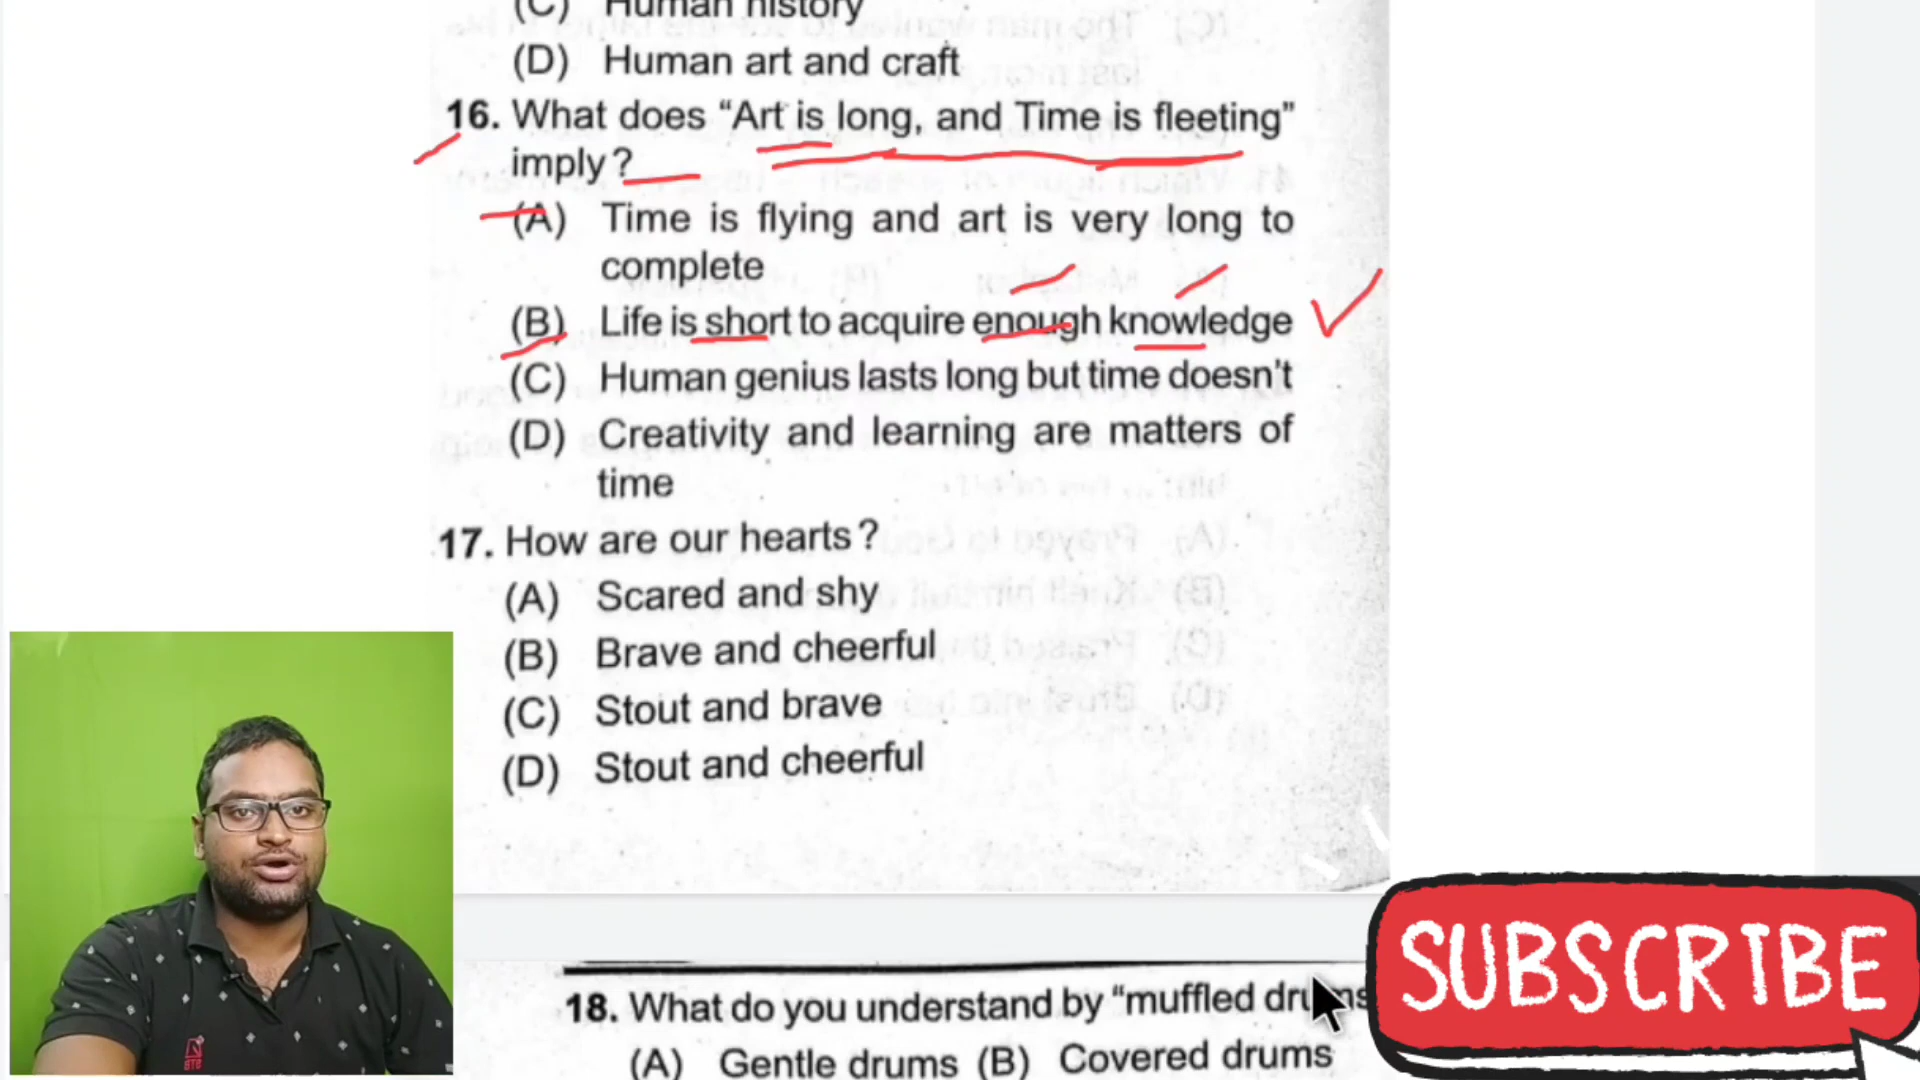 (C) Human history
(D) Human art and craft
16. What does “Art is long, and Time is fleeting”
imply?
(A) Time is flying and art is very long to
complete
(B) Life is short to acquire enough knowledge
(C) Human genius lasts long but time doesn't
(D) Creativity and learning are matters of
time
17. How are our hearts?
(A) Scared and shy
(B) Brave and cheerful
(C) Stout and brave
(D) Stout and cheerful
18. What do you understand by “muffled drums
(A) Gentle drums (B) Covered drums
SUBSCRIBE